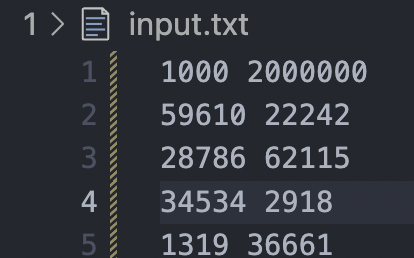 1 > input.txt
1 1000 2000000
2 59610 22242
3 28786 62115
4 34534 2918
5 1319 36661